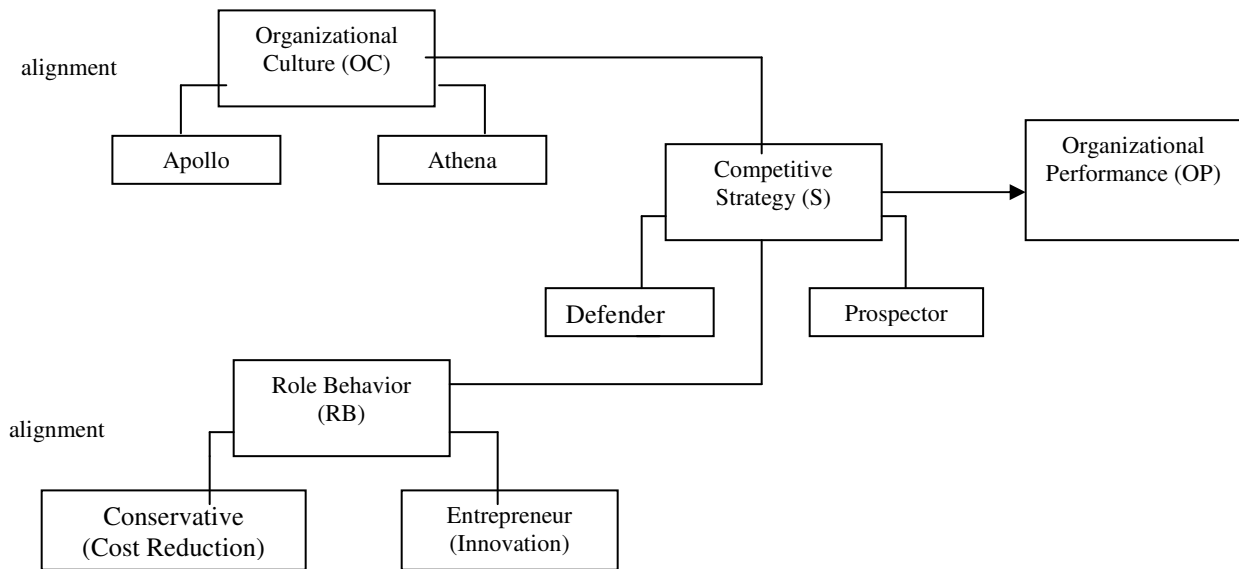 Organizational
Culture (OC)
alignment
Apollo
Athena
Competitive
Strategy (S)
Organizational
Performance (OP)
Defender
Prospector
Role Behavior
(RB)
alignment
Conservative
(Cost Reduction)
Entrepreneur
(Innovation)